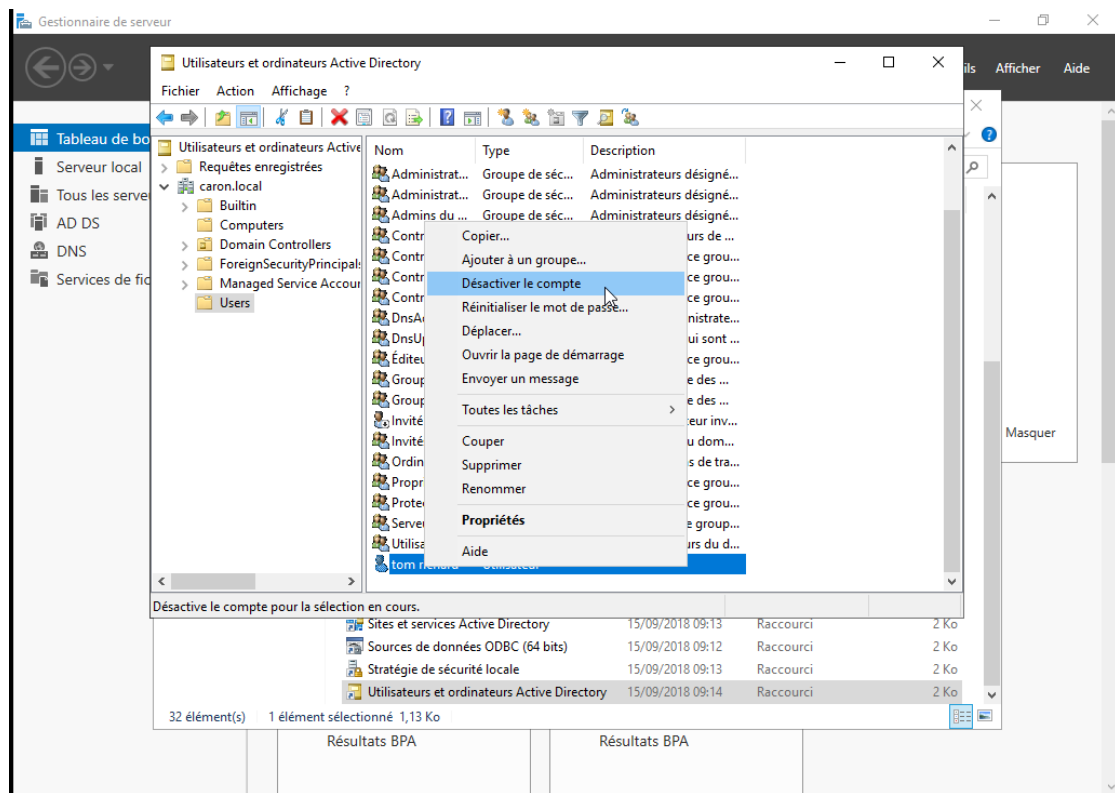 Gestionnaire de serveur
Utilisateurs et ordinateurs Active Directory
ils Afficher Aide
Fichier Action Affichage ?
Tableau de bo
Serveur local
Tous les serve
AD DS
DNS
Services de fic
Utilisateurs et ordinateurs Active
Requêtes enregistrées
caron.local
Builtin
Computers
Domain Controllers
ForeignSecurityPrincipal
Managed Service Accou
Users
Nom Type Description
Administrat... Groupe de séc... Administrateurs désigné...
Administrat... Groupe de séc... Administrateurs désigné...
Admins du ... Groupe de séc... Administrateurs désigné...
Contr urs de ...
Contr ce grou...
Contr ce grou...
Contr ce grou...
DnsA nistrate...
DnsU ui sont ...
Éditeu ce grou...
Group e des ...
Group e des ...
Invité teur inv...
Invité u dom...
Ordin s de tra...
Propr ce grou...
Prote ce grou...
Serve e group...
Utilisa urs du d...
tom Utilisateur
Copier...
Ajouter à un groupe...
Désactiver le compte
Réinitialiser le mot de passe...
Déplacer...
Ouvrir la page de démarrage
Envoyer un message
Toutes les tâches
Couper
Supprimer
Renommer
Propriétés
Aide
Masquer
Désactive le compte pour la sélection en cours.
Sites et services Active Directory 15/09/2018 09:13 Raccourci 2 Ko
Sources de données ODBC (64 bits) 15/09/2018 09:12 Raccourci 2 Ko
Stratégie de sécurité locale 15/09/2018 09:13 Raccourci 2 Ko
Utilisateurs et ordinateurs Active Directory 15/09/2018 09:14 Raccourci 2 Ko
32 élément(s) 1 élément sélectionné 1,13 Ko
Résultats BPA Résultats BPA